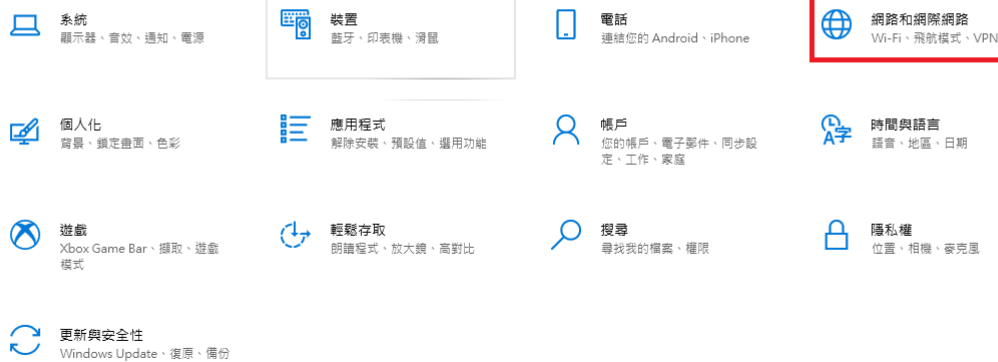 系統
顯示器、音效、通知、電源
裝置
藍牙、印表機、滑鼠
電話
連結您的 Android、iPhone
網路和網際網路
Wi-Fi、飛航模式、VPN
個人化
背景、鎖定畫面、色彩
應用程式
解除安裝、預設值、選用功能
帳戶
您的帳戶、電子郵件、同步設
定、工作、家庭
時間與語言
語音、地區、日期
遊戲
Xbox Game Bar、擷取、遊戲
模式
輕鬆存取
朗讀程式、放大鏡、高對比
搜尋
尋找我的檔案、權限
隱私權
位置、相機、麥克風
更新與安全性
Windows Update、復原、備份